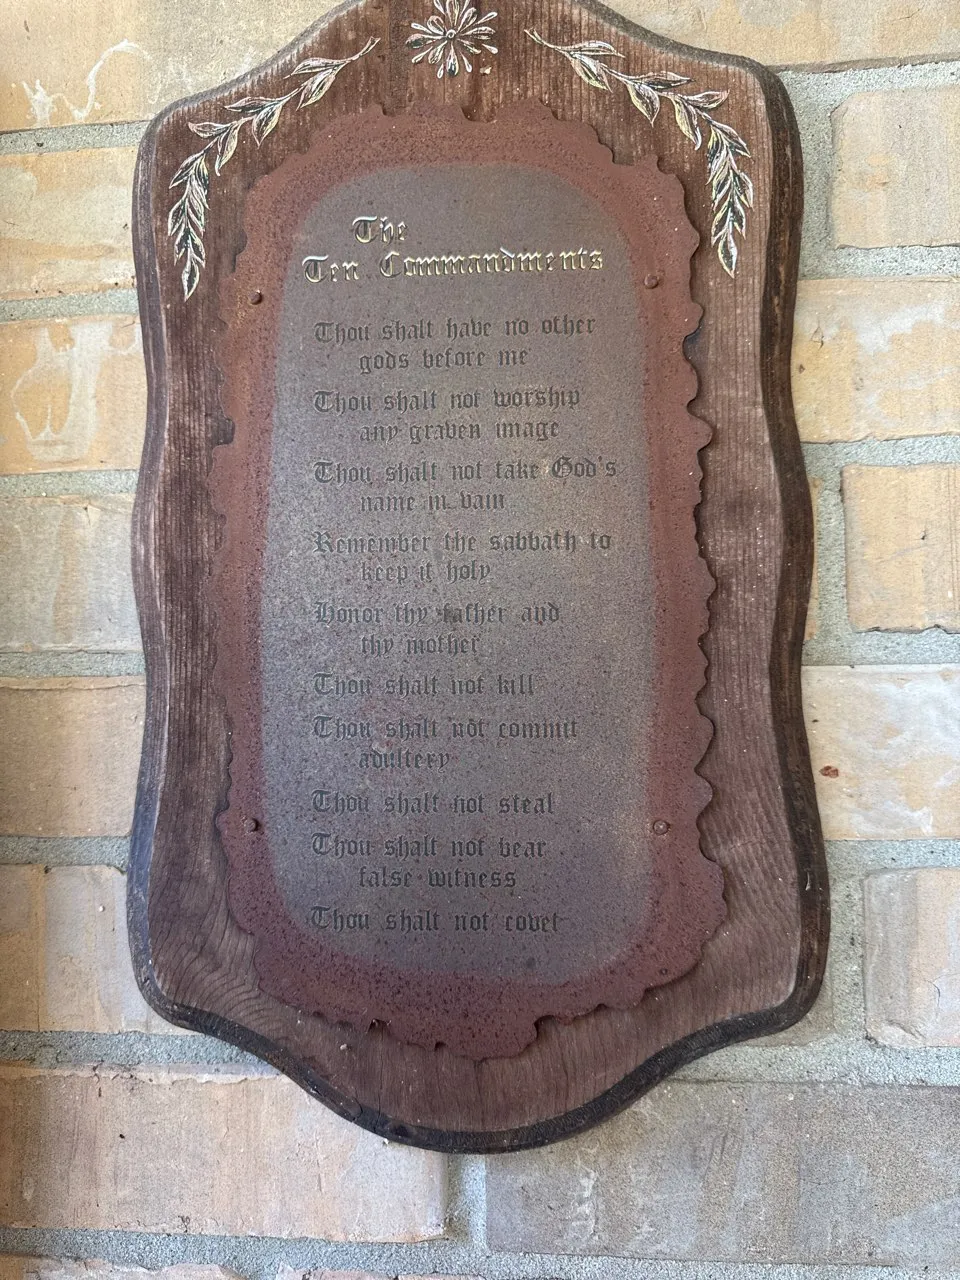 The
Ten Commandments
Thou shalt have no other
gods before me
Thou shalt not worship
any graven image
Thou shalt not take God's
name in vain
Remember the sabbath to
keep it holy
Honor thy father and
thy mother
Thou shalt not kill
Thou shalt not commit
adultery
Thou shalt not steal
Thou shalt not bear
false witness
Thou shalt not covet